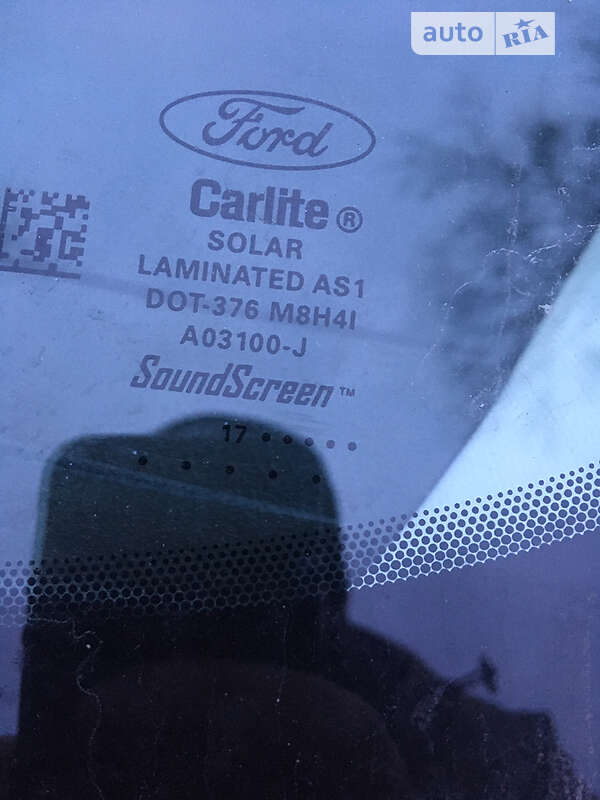 auto RIA
Ford
Carlite®
SOLAR
LAMINATED AS1
DOT-376 M8H4I
A03100-J
SoundScreen™
17